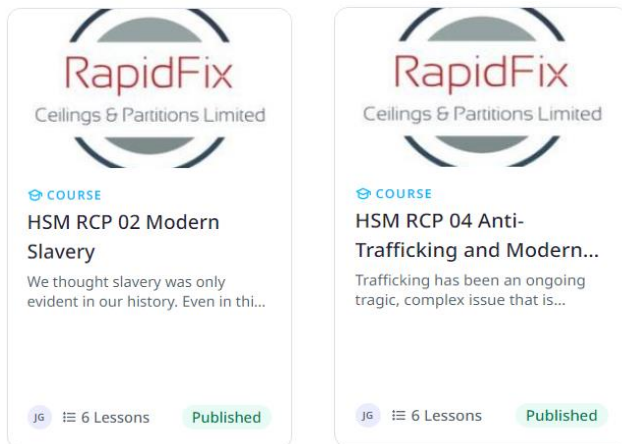 RapidFix
Ceilings & Partitions Limited
COURSE
HSM RCP 02 Modern
Slavery
We thought slavery was only
evident in our history. Even in thi...
JG
6 Lessons
Published
RapidFix
Ceilings & Partitions Limited
COURSE
HSM RCP 04 Anti-
Trafficking and Modern...
Trafficking has been an ongoing
tragic, complex issue that is...
JG
6 Lessons
Published